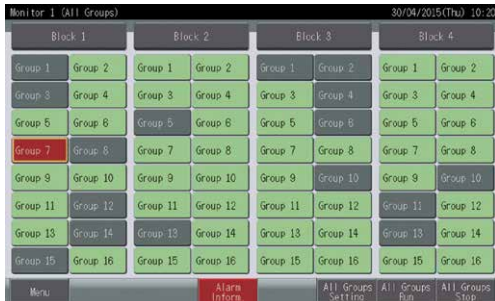 Monitor 1 (All Groups) 30/04/2015(Thu) 10:20
Block 1 Block 2 Block 3 Block 4
Group 1 Group 2 Group 1 Group 2 Group 1 Group 2 Group 1 Group 2
Group 3 Group 4 Group 3 Group 4 Group 3 Group 4 Group 3 Group 4
Group 5 Group 6 Group 5 Group 6 Group 5 Group 6 Group 5 Group 6
Group 7 Group 8 Group 7 Group 8 Group 7 Group 8 Group 7 Group 8
Group 9 Group 10 Group 9 Group 10 Group 9 Group 10 Group 9 Group 10
Group 11 Group 12 Group 11 Group 12 Group 11 Group 12 Group 11 Group 12
Group 13 Group 14 Group 13 Group 14 Group 13 Group 14 Group 13 Group 14
Group 15 Group 16 Group 15 Group 16 Group 15 Group 16 Group 15 Group 16
Menu Alarm Inform All Groups Setting All Groups Run All Groups Stop